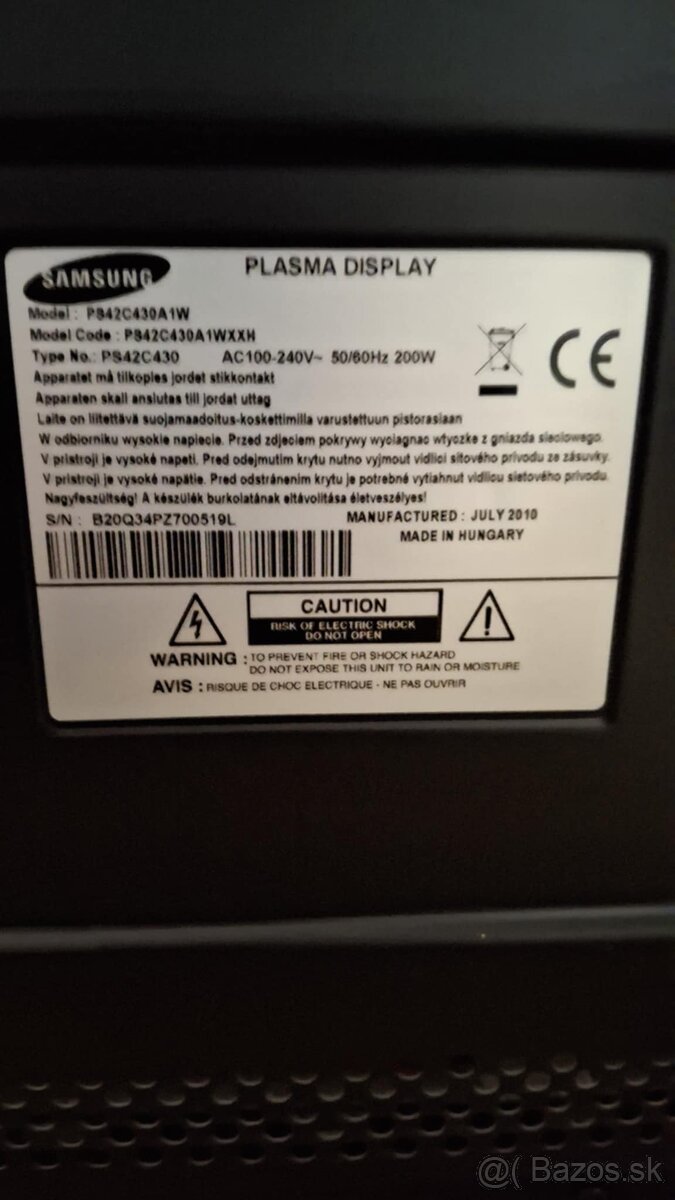 SAMSUNG
PLASMA DISPLAY
Model : PS42C430A1W
Model Code : PS42C430A1WXXH
Type No.: PS42C430 AC100-240V~ 50/60Hz 200W
Apparatet må tilkoples jordet stikkontakt
Apparaten skall anslutas till jordat uttag
Laite on liitettävä suojamaadoitus-koskettimilla varustettuun pistorasiaan
W odbiorniku wysokie napiecie. Przed zdjeciem pokrywy wyciagnac wtyczke z gniazda sieciowego.
V pristroji je vysoké napeti. Pred odejmutim krytu nutno vyjmout vidlici sitového privodu ze zásuvky.
V pristroji je vysoké napätie. Pred odstránením krytu je potrebné vytiahnut vidlicu sietového prívodu.
Nagyfeszültség! A készülék burkolatának eltávolítása életveszélyes!
S/N : B20Q34PZ700519L
MANUFACTURED : JULY 2010
MADE IN HUNGARY
CE
CAUTION
RISK OF ELECTRIC SHOCK
DO NOT OPEN
WARNING : TO PREVENT FIRE OR SHOCK HAZARD
DO NOT EXPOSE THIS UNIT TO RAIN OR MOISTURE
AVIS : RISQUE DE CHOC ELECTRIQUE - NE PAS OUVRIR
@( Bazos.sk